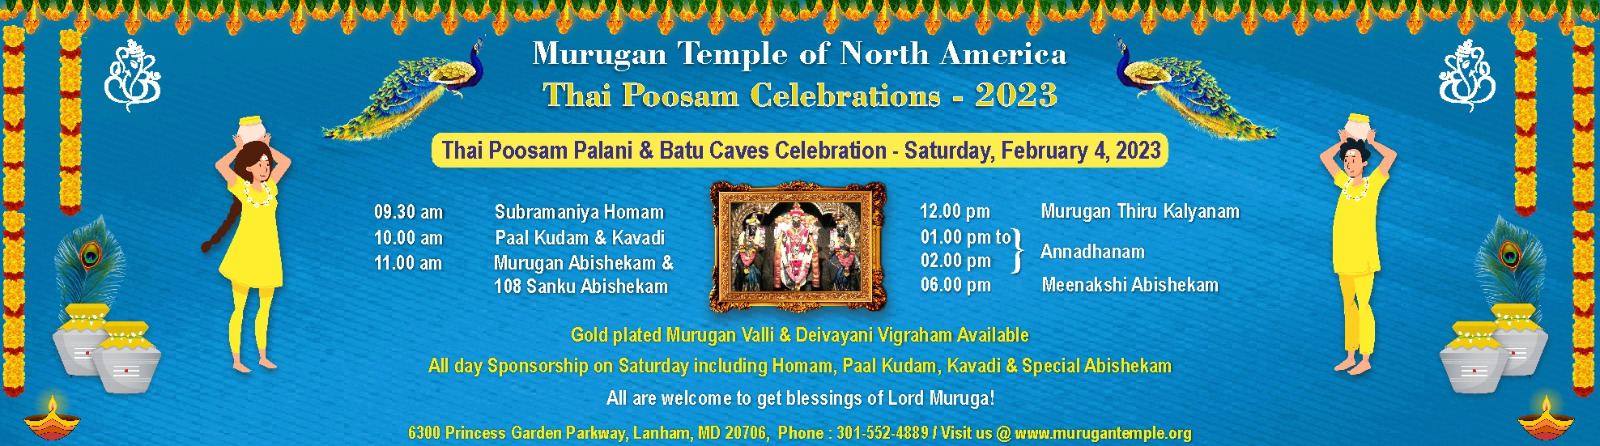 Murugan Temple of North America
Thai Poosam Celebrations - 2023
Thai Poosam Palani & Batu Caves Celebration - Saturday, February 4, 2023
09.30 am Subramaniya Homam
10.00 am Paal Kudam & Kavadi
11.00 am Murugan Abishekam &
108 Sanku Abishekam
12.00 pm Murugan Thiru Kalyanam
01.00 pm to
02.00 pm } Annadhanam
06.00 pm Meenakshi Abishekam
Gold plated Murugan Valli & Deivayani Vigraham Available
All day Sponsorship on Saturday including Homam, Paal Kudam, Kavadi & Special Abishekam
All are welcome to get blessings of Lord Muruga!
6300 Princess Garden Parkway, Lanham, MD 20706, Phone : 301-552-4889 / Visit us @ www.murugantemple.org